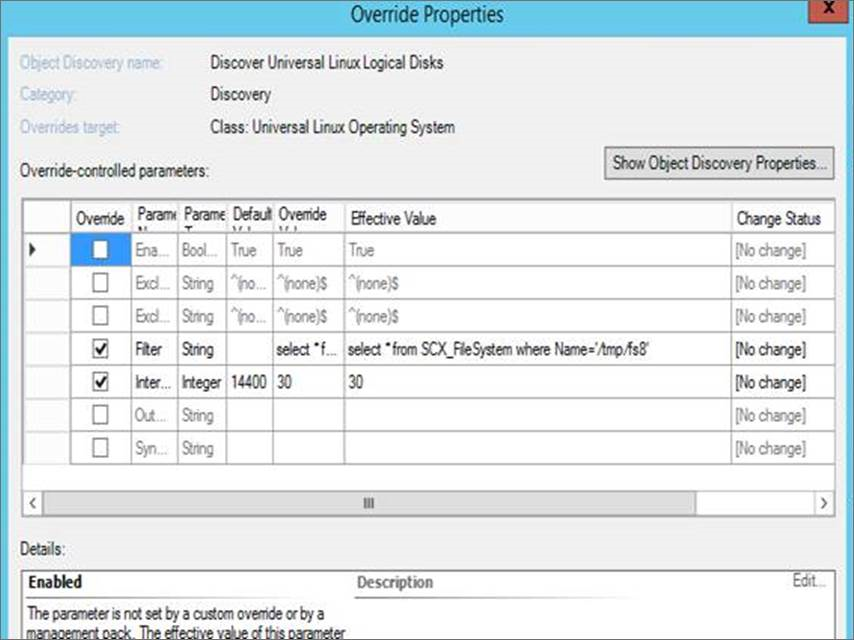 Override Properties
X
Object Discovery name: Discover Universal Linux Logical Disks
Category: Discovery
Overrides target: Class: Universal Linux Operating System
Show Object Discovery Properties...
Override-controlled parameters:
Override Parame Parame Default Override Effective Value Change Status
Ena... Bool... True True True [No change]
Excl... String ^(no... ^(none)$ ^(none)$ [No change]
Excl... String ^(no... ^(none)$ ^(none)$ [No change]
Filter String select * f... select * from SCX_FileSystem where Name='/tmp/fs8' [No change]
Inter... Integer 14400 30 30 [No change]
Out... String [No change]
Syn... String [No change]
Details:
Enabled Description Edit...
The parameter is not set by a custom override or by a
management pack. The effective value of this parameter